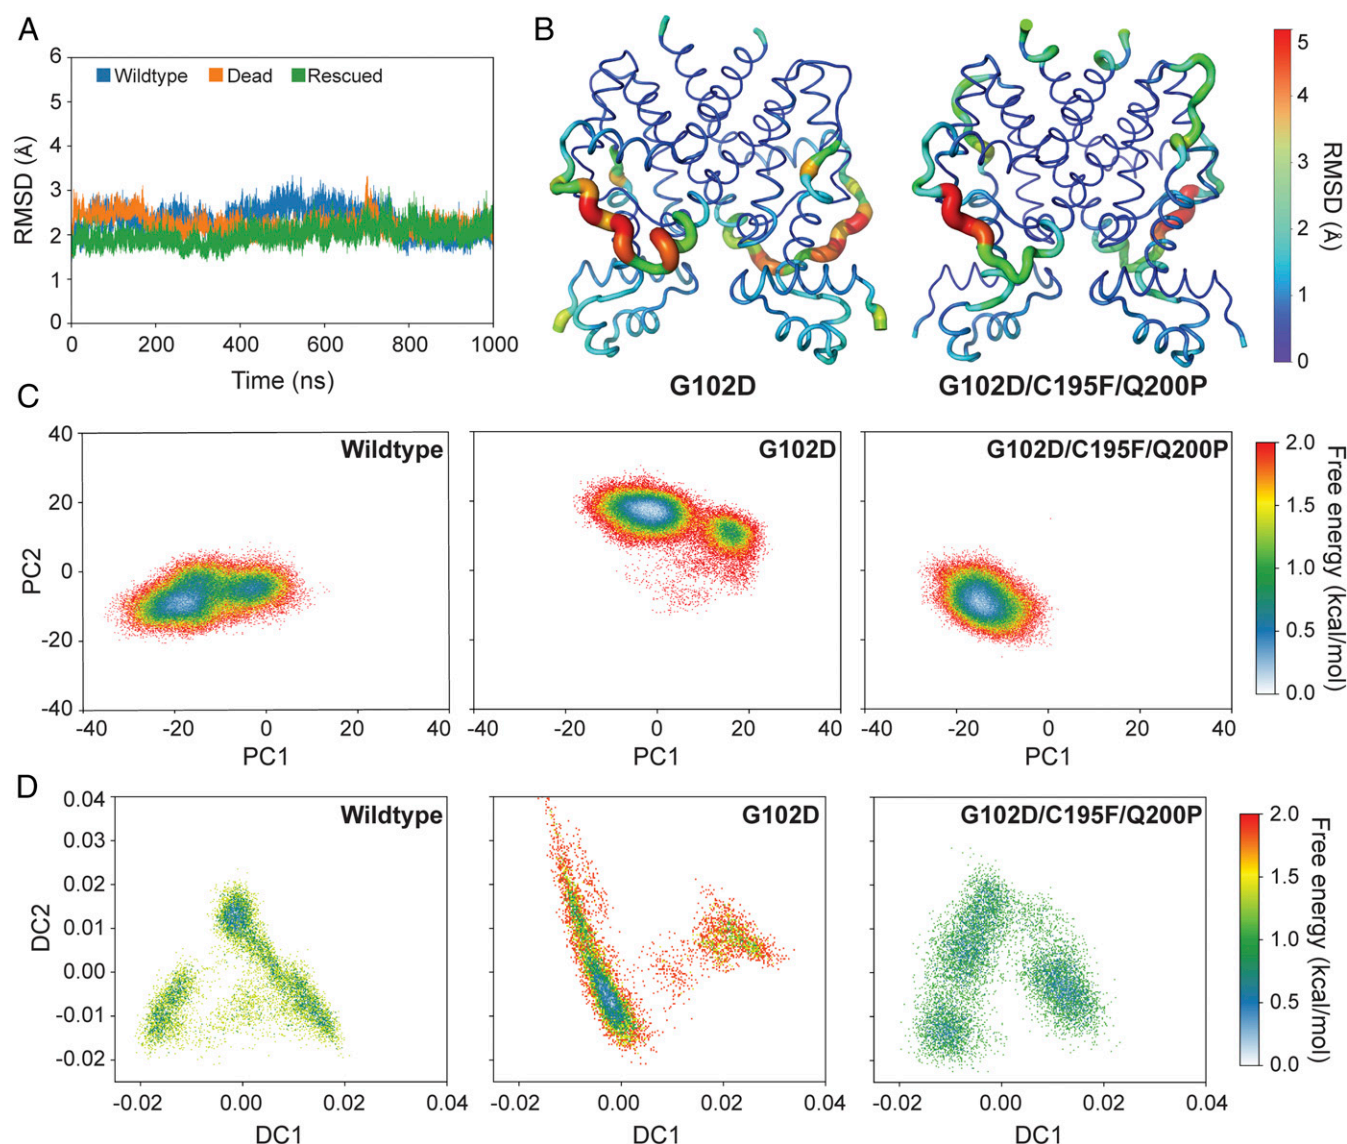 A
B
6
5
4
3
2
1
0
RMSD (Å)
Wildtype
Dead
Rescued
0
200
400
600
800
1000
Time (ns)
G102D
G102D/C195F/Q200P
5
4
3
2
1
0
RMSD (Å)
C
40
20
0
-20
-40
PC2
Wildtype
-40
-20
0
20
40
PC1
G102D
-40
-20
0
20
40
PC1
G102D/C195F/Q200P
-40
-20
0
20
40
PC1
2.0
1.5
1.0
0.5
0.0
Free energy (kcal/mol)
D
0.04
0.03
0.02
0.01
0.00
-0.01
-0.02
DC2
Wildtype
-0.02
0.00
0.02
0.04
DC1
G102D
-0.02
0.00
0.02
0.04
DC1
G102D/C195F/Q200P
-0.02
0.00
0.02
0.04
DC1
2.0
1.5
1.0
0.5
0.0
Free energy (kcal/mol)